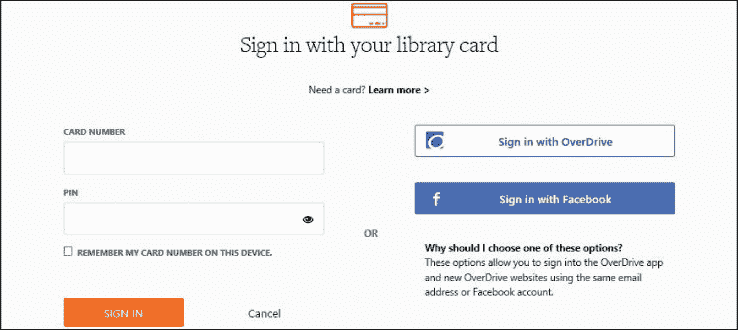 Sign in with your library card
Need a card? Learn more >
CARD NUMBER
PIN
REMEMBER MY CARD NUMBER ON THIS DEVICE.
SIGN IN
Cancel
OR
Sign in with OverDrive
Sign in with Facebook
Why should I choose one of these options?
These options allow you to sign into the OverDrive app
and new OverDrive websites using the same email
address or Facebook account.